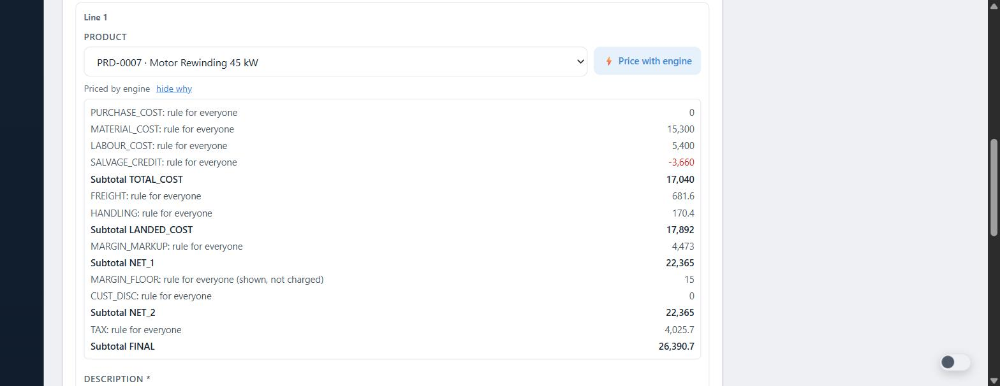 Line 1
PRODUCT
PRD-0007 · Motor Rewinding 45 kW
Price with engine
Priced by engine hide why
PURCHASE_COST: rule for everyone 0
MATERIAL_COST: rule for everyone 15,300
LABOUR_COST: rule for everyone 5,400
SALVAGE_CREDIT: rule for everyone -3,660
Subtotal TOTAL_COST 17,040
FREIGHT: rule for everyone 681.6
HANDLING: rule for everyone 170.4
Subtotal LANDED_COST 17,892
MARGIN_MARKUP: rule for everyone 4,473
Subtotal NET_1 22,365
MARGIN_FLOOR: rule for everyone (shown, not charged) 15
CUST_DISC: rule for everyone 0
Subtotal NET_2 22,365
TAX: rule for everyone 4,025.7
Subtotal FINAL 26,390.7
DESCRIPTION *